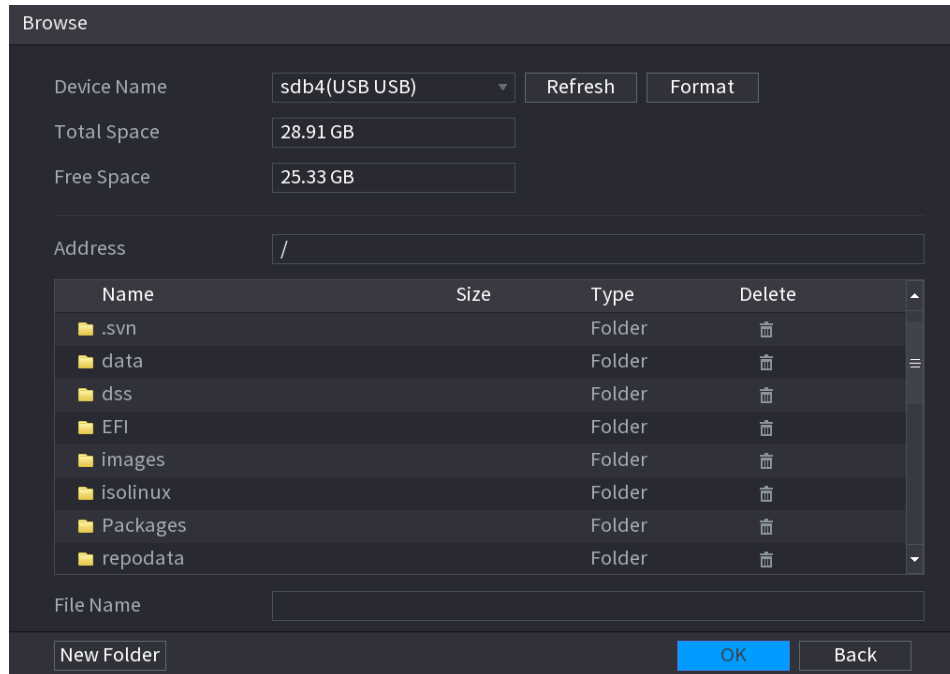 Browse
Device Name sdb4(USB USB) Refresh Format
Total Space 28.91 GB
Free Space 25.33 GB
Address /
Name Size Type Delete
.svn Folder
data Folder
dss Folder
EFI Folder
images Folder
isolinux Folder
Packages Folder
repodata Folder
File Name
New Folder OK Back